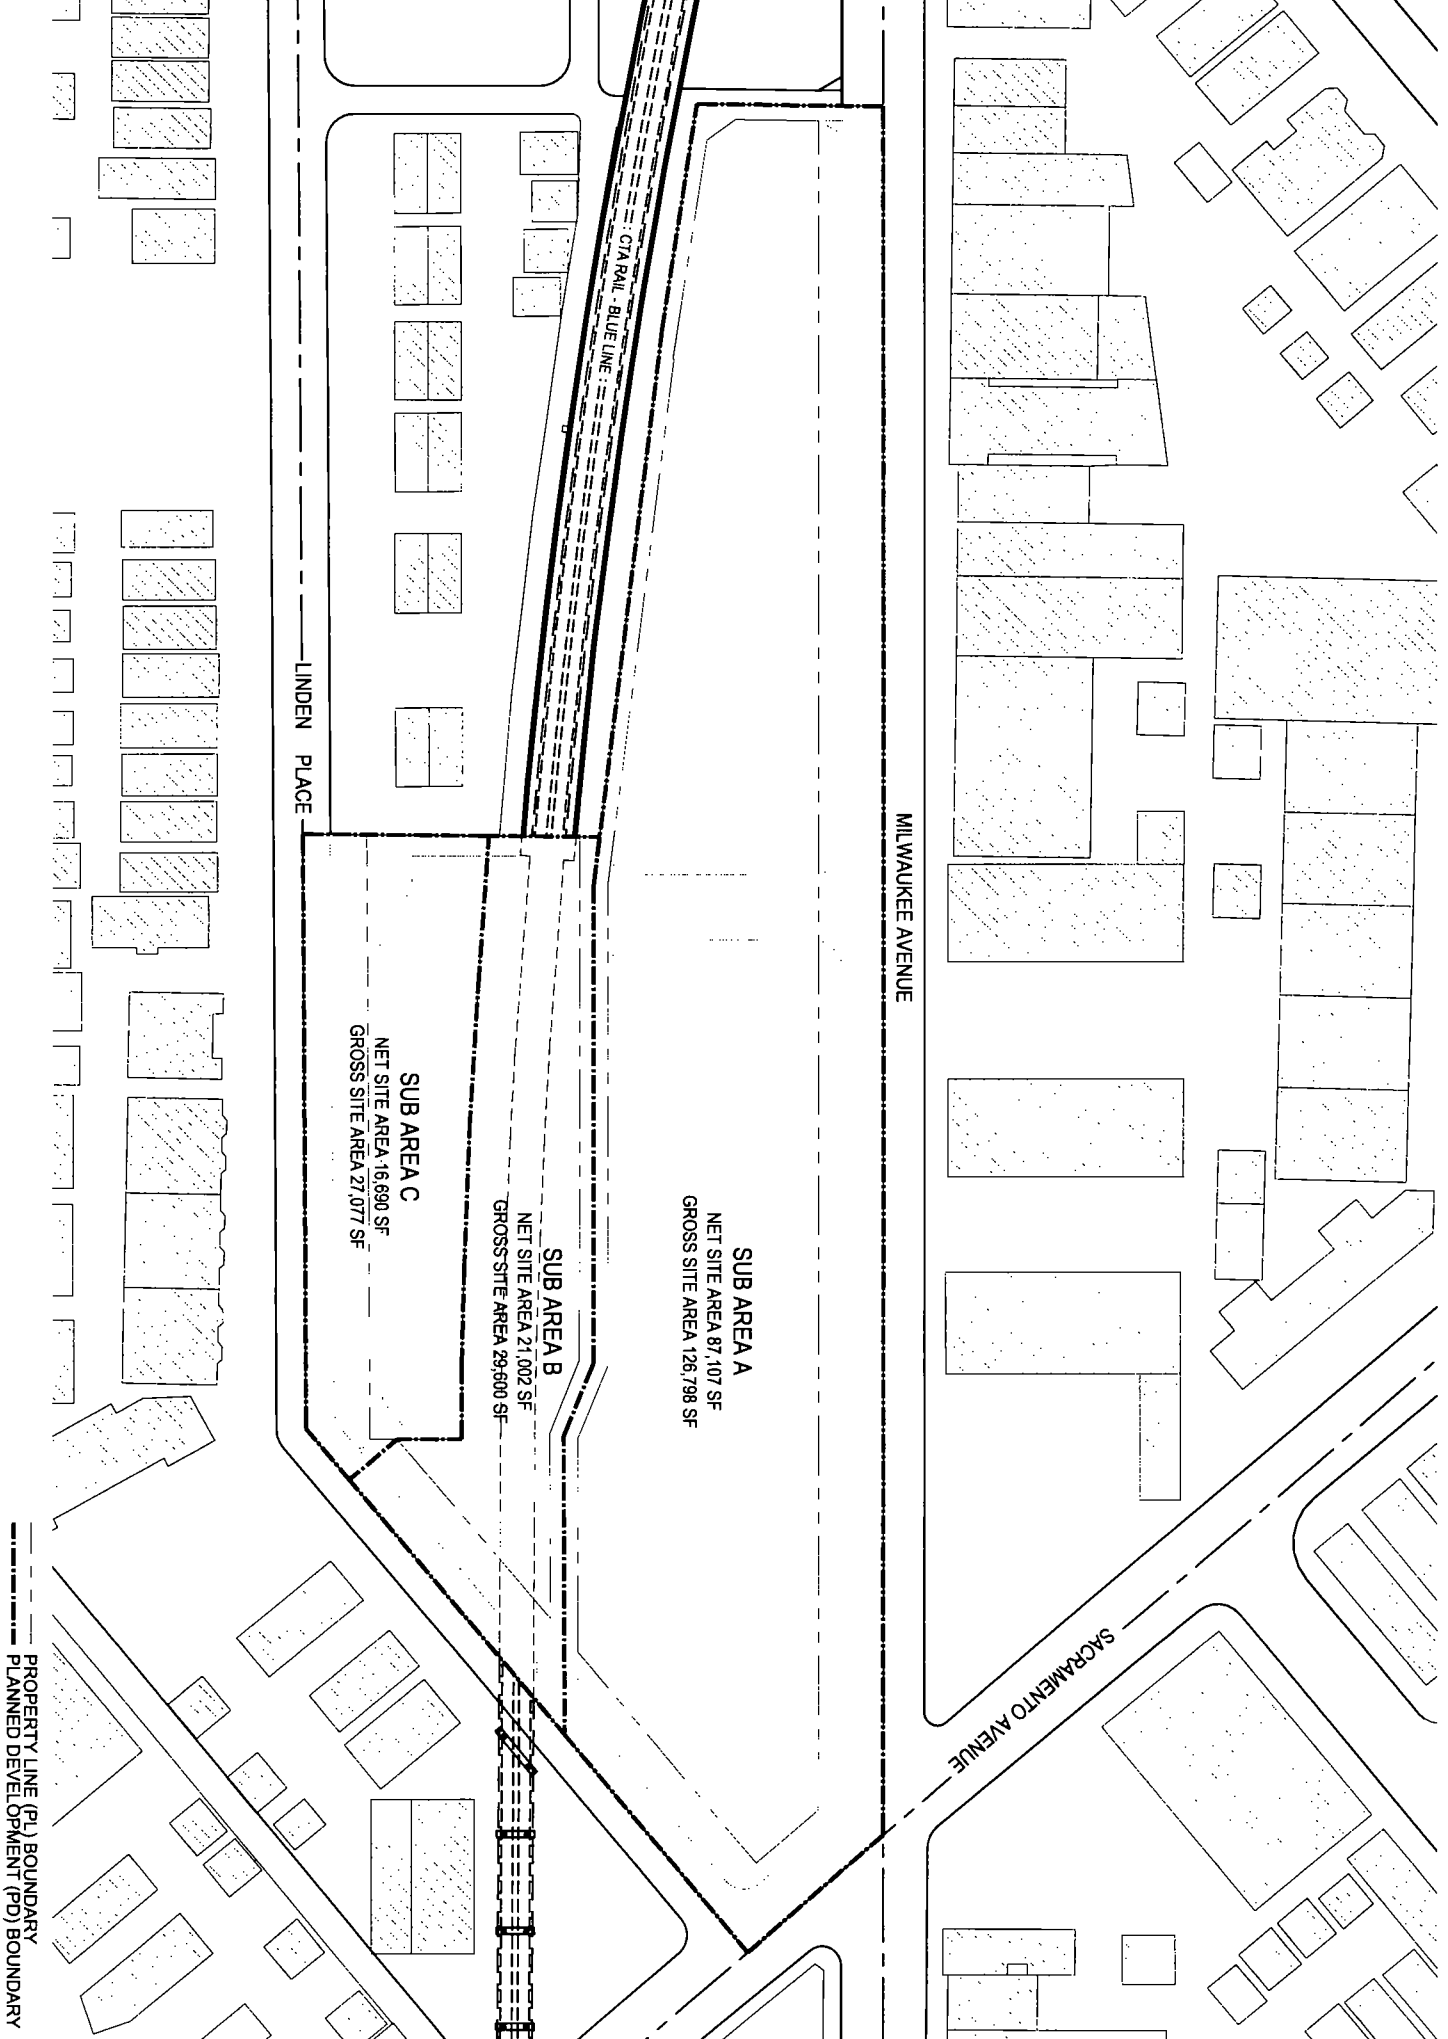 MILWAUKEE AVENUE
SACRAMENTO AVENUE
SUB AREA A
NET SITE AREA 87,107 SF
GROSS SITE AREA 126,798 SF
CTA RAIL - BLUE LINE
SUB AREA B
NET SITE AREA 21,002 SF
GROSS SITE AREA 29,600 SF
SUB AREA C
NET SITE AREA 16,690 SF
GROSS SITE AREA 27,077 SF
LINDEN PLACE
PROPERTY LINE (PL) BOUNDARY
PLANNED DEVELOPMENT (PD) BOUNDARY